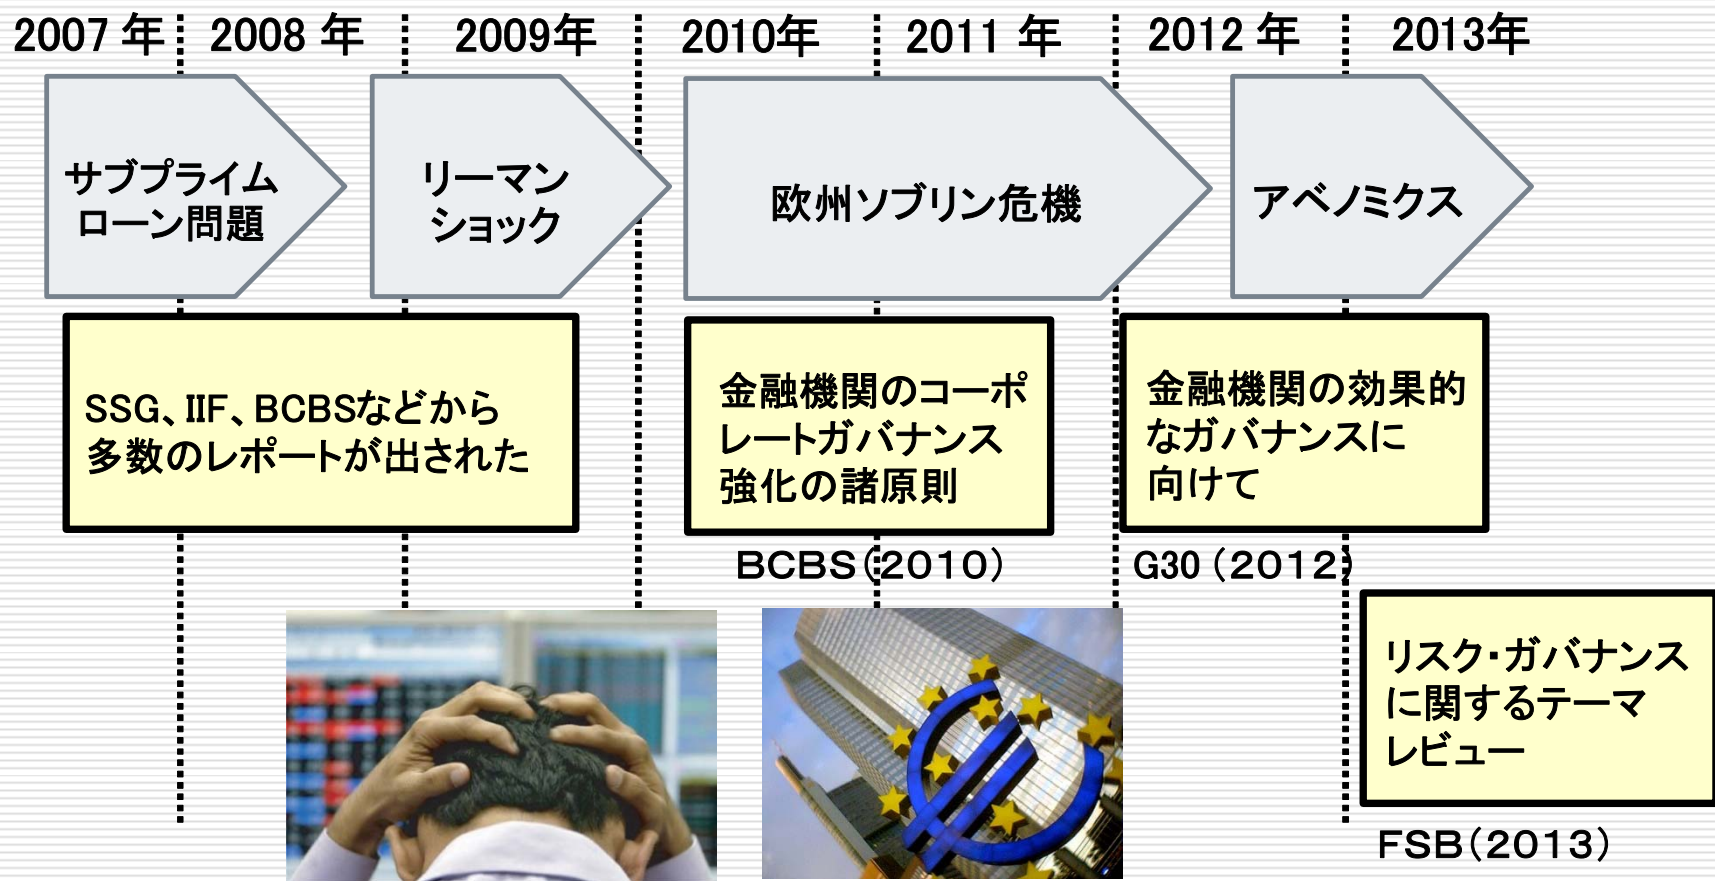 2007 年 2008 年 2009年 2010年 2011 年 2012 年 2013年
サブプライム
ローン問題
リーマン
ショック
欧州ソブリン危機
アベノミクス
SSG、IIF、BCBSなどから
多数のレポートが出された
金融機関のコーポ
レートガバナンス
強化の諸原則
BCBS（2010）
金融機関の効果的
なガバナンスに
向けて
G30（2012）
リスク・ガバナンス
に関するテーマ
レビュー
FSB（2013）